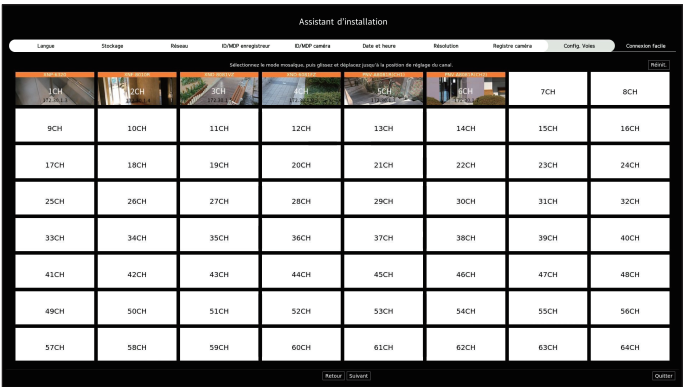 Assistant d'installation
Langue Stockage Réseau ID/MDP enregistreur ID/MDP caméra Date et heure Résolution Registre caméra Config. Voies Connexion facile
Sélectionnez le mode mosaïque, puis glissez et déplacez jusqu'à la position de réglage du canal. Réinit.
1CH 2CH 3CH 4CH 5CH 6CH 7CH 8CH
9CH 10CH 11CH 12CH 13CH 14CH 15CH 16CH
17CH 18CH 19CH 20CH 21CH 22CH 23CH 24CH
25CH 26CH 27CH 28CH 29CH 30CH 31CH 32CH
33CH 34CH 35CH 36CH 37CH 38CH 39CH 40CH
41CH 42CH 43CH 44CH 45CH 46CH 47CH 48CH
49CH 50CH 51CH 52CH 53CH 54CH 55CH 56CH
57CH 58CH 59CH 60CH 61CH 62CH 63CH 64CH
Retour Suivant Quitter